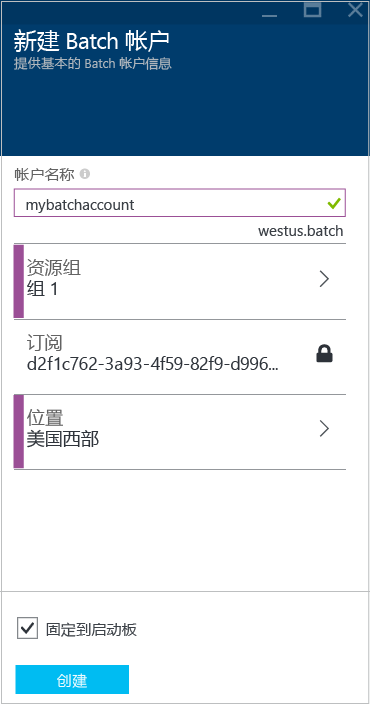 新建 Batch 帐户
提供基本的 Batch 帐户信息
帐户名称
mybatchaccount
westus.batch
资源组
组 1
订阅
d2f1c762-3a93-4f59-82f9-d996...
位置
美国西部
固定到启动板
创建